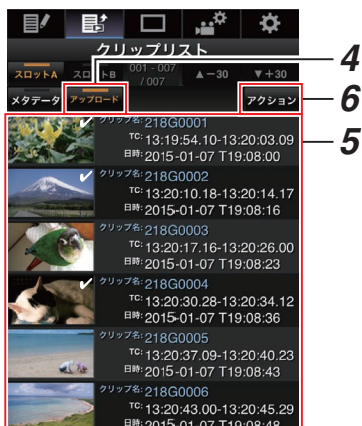 クリップリスト
スロットA スロットB 001 - 007 / 007 ▲−30 ▼+30
4
メタデータ アップロード アクション
6
クリップ名: 218G0001
TC: 13:19:54.10-13:20:03.09
5
日時: 2015-01-07 T19:08:00
クリップ名: 218G0002
TC: 13:20:10.18-13:20:14.17
日時: 2015-01-07 T19:08:16
クリップ名: 218G0003
TC: 13:20:17.16-13:20:26.00
日時: 2015-01-07 T19:08:23
クリップ名: 218G0004
TC: 13:20:30.28-13:20:34.12
日時: 2015-01-07 T19:08:36
クリップ名: 218G0005
TC: 13:20:37.09-13:20:40.23
日時: 2015-01-07 T19:08:43
クリップ名: 218G0006
TC: 13:20:43.00-13:20:45.29
日時: 2015-01-07 T19:08:48